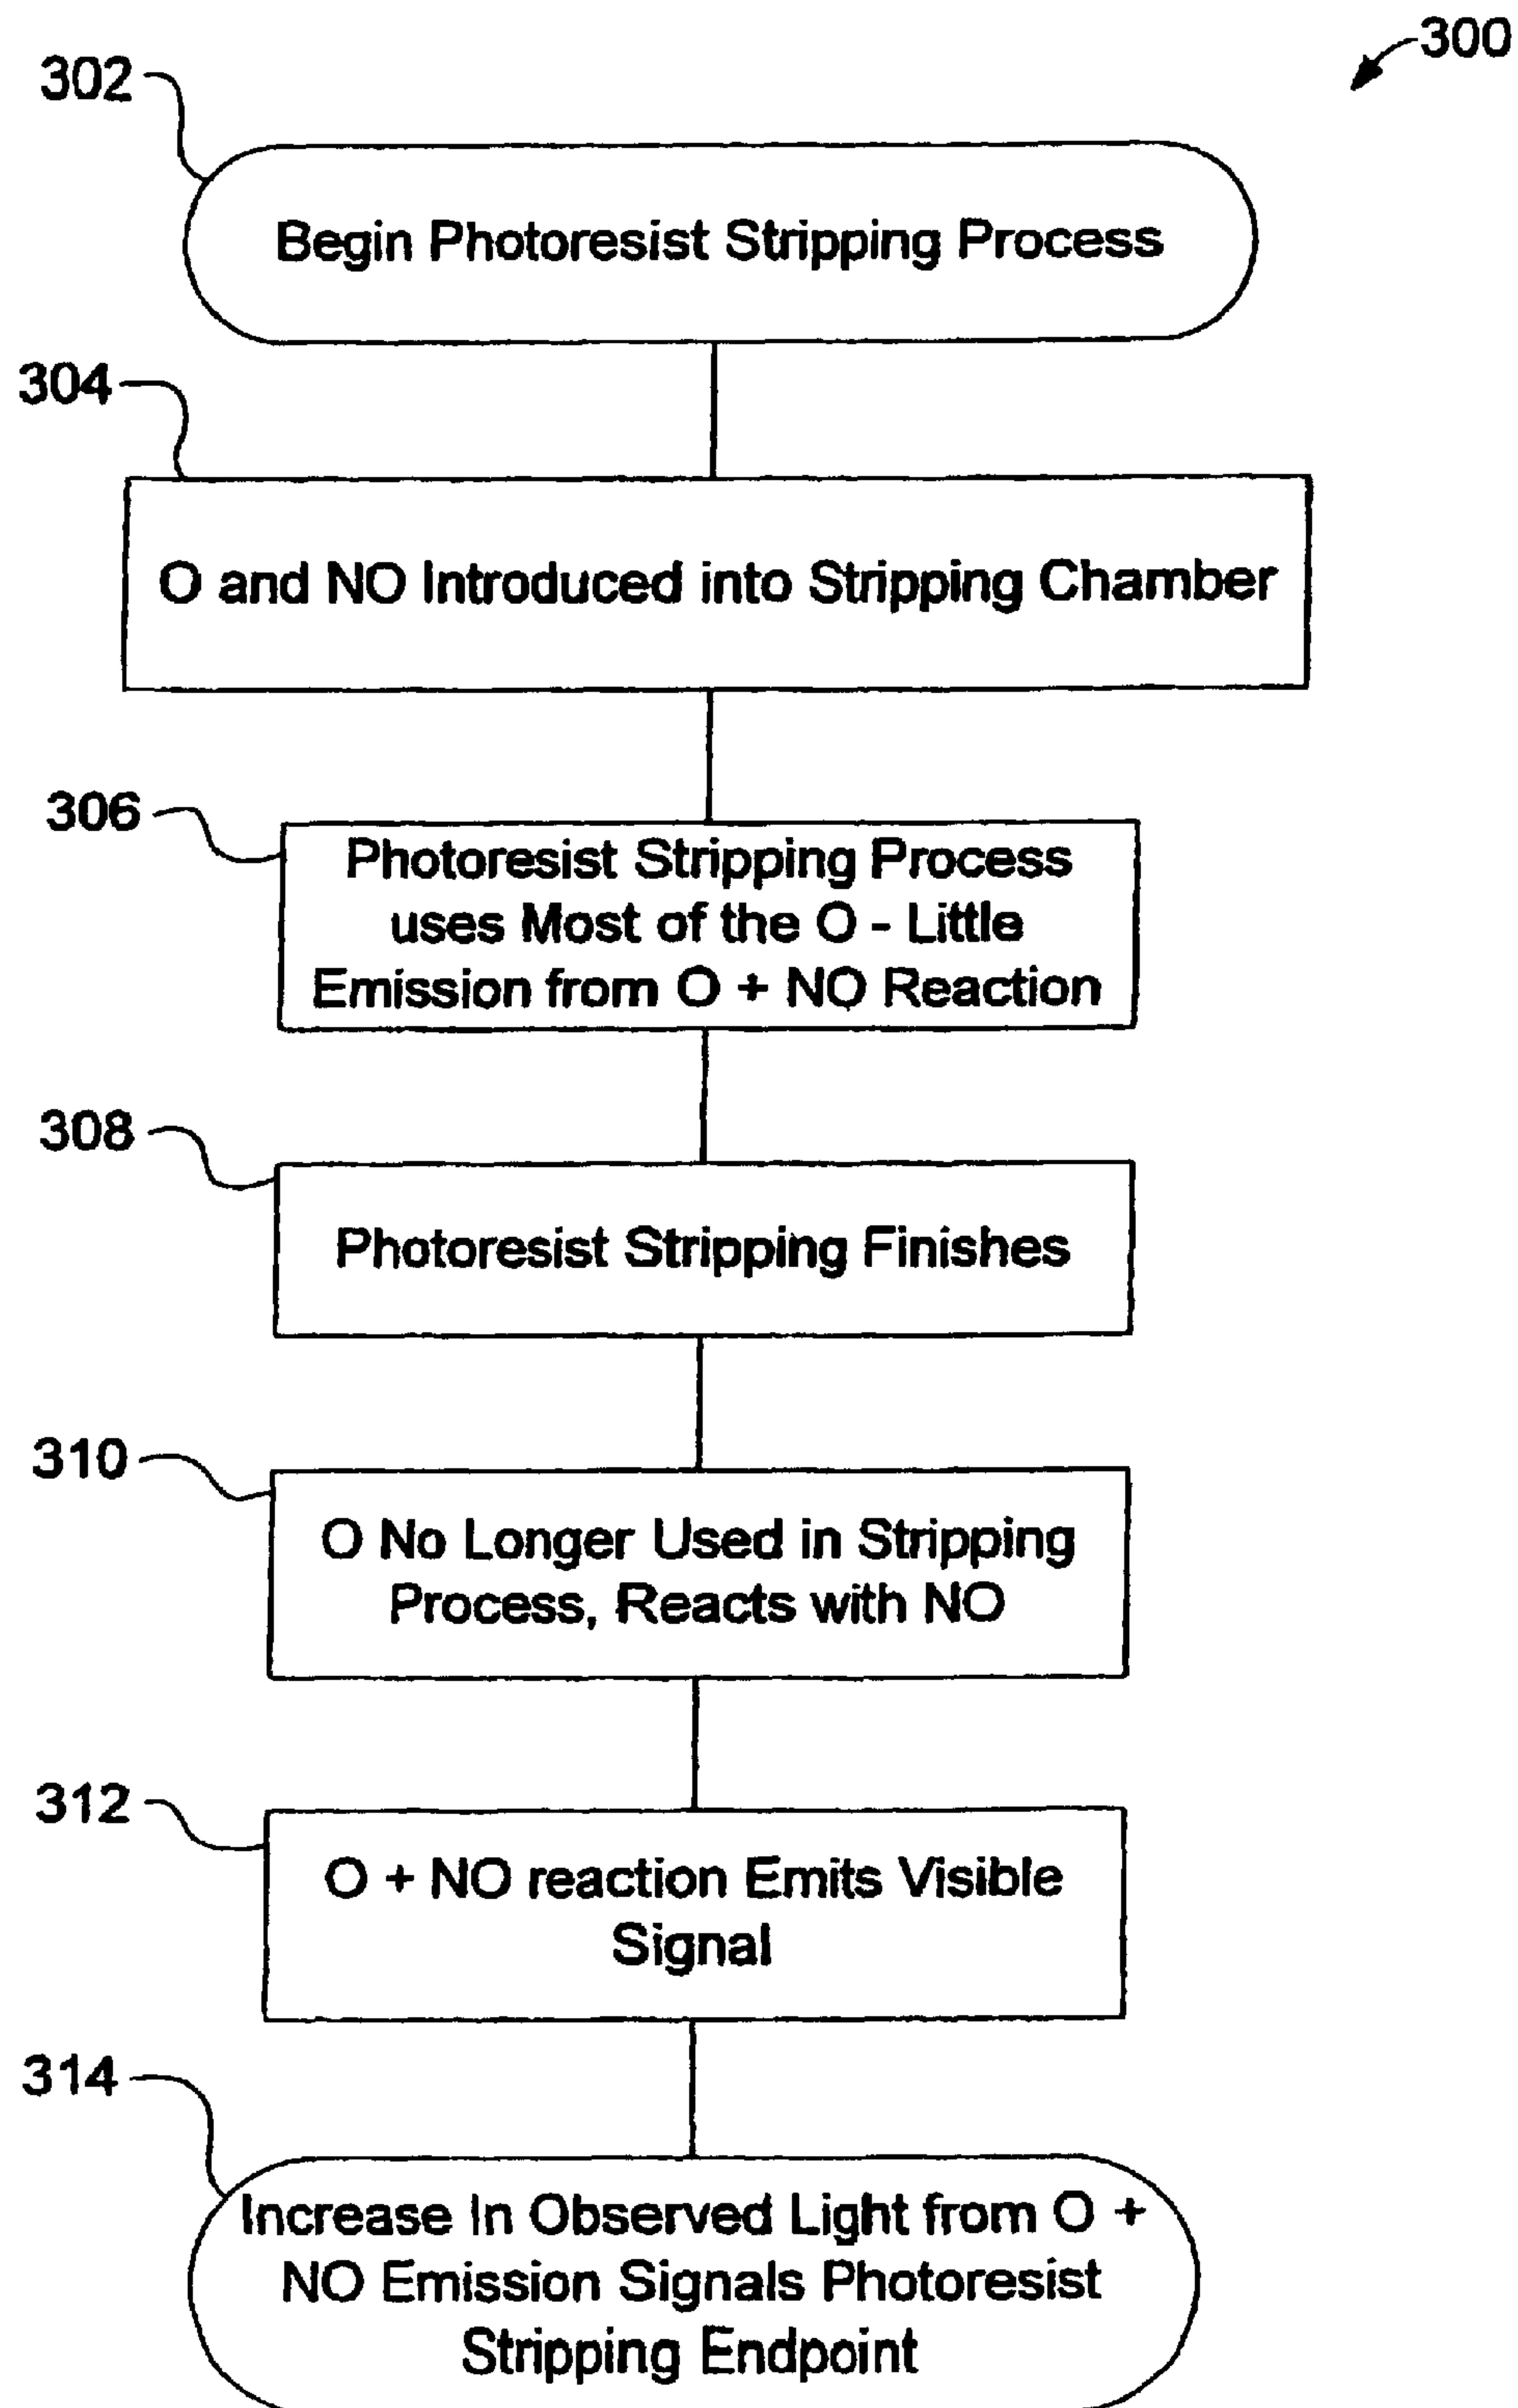 300
302
Begin Photoresist Stripping Process
304
O and NO Introduced into Stripping Chamber
306
Photoresist Stripping Process
uses Most of the O - Little
Emission from O + NO Reaction
308
Photoresist Stripping Finishes
310
O No Longer Used in Stripping
Process, Reacts with NO
312
O + NO reaction Emits Visible
Signal
314
Increase In Observed Light from O +
NO Emission Signals Photoresist
Stripping Endpoint